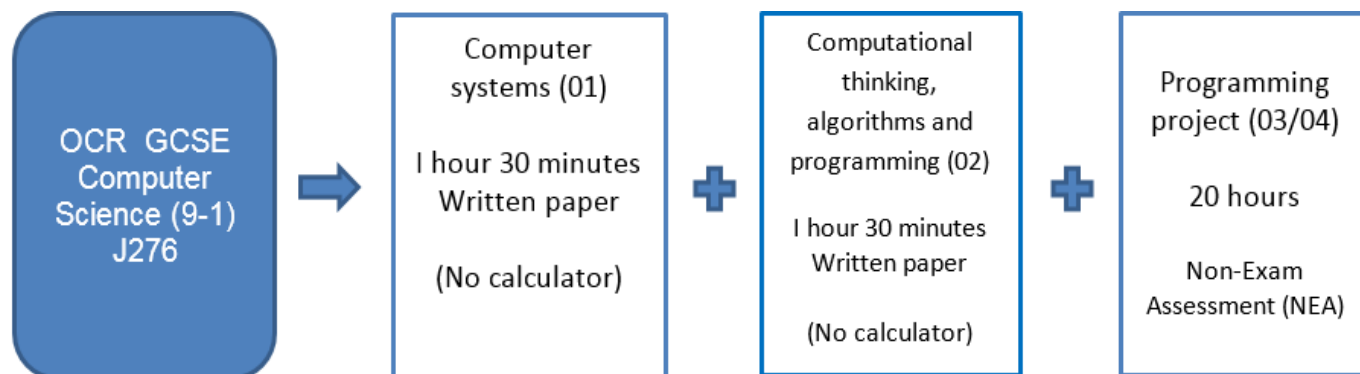 OCR GCSE
Computer
Science (9-1)
J276
Computer
systems (01)
I hour 30 minutes
Written paper
(No calculator)
Computational
thinking,
algorithms and
programming (02)
I hour 30 minutes
Written paper
(No calculator)
Programming
project (03/04)
20 hours
Non-Exam
Assessment (NEA)